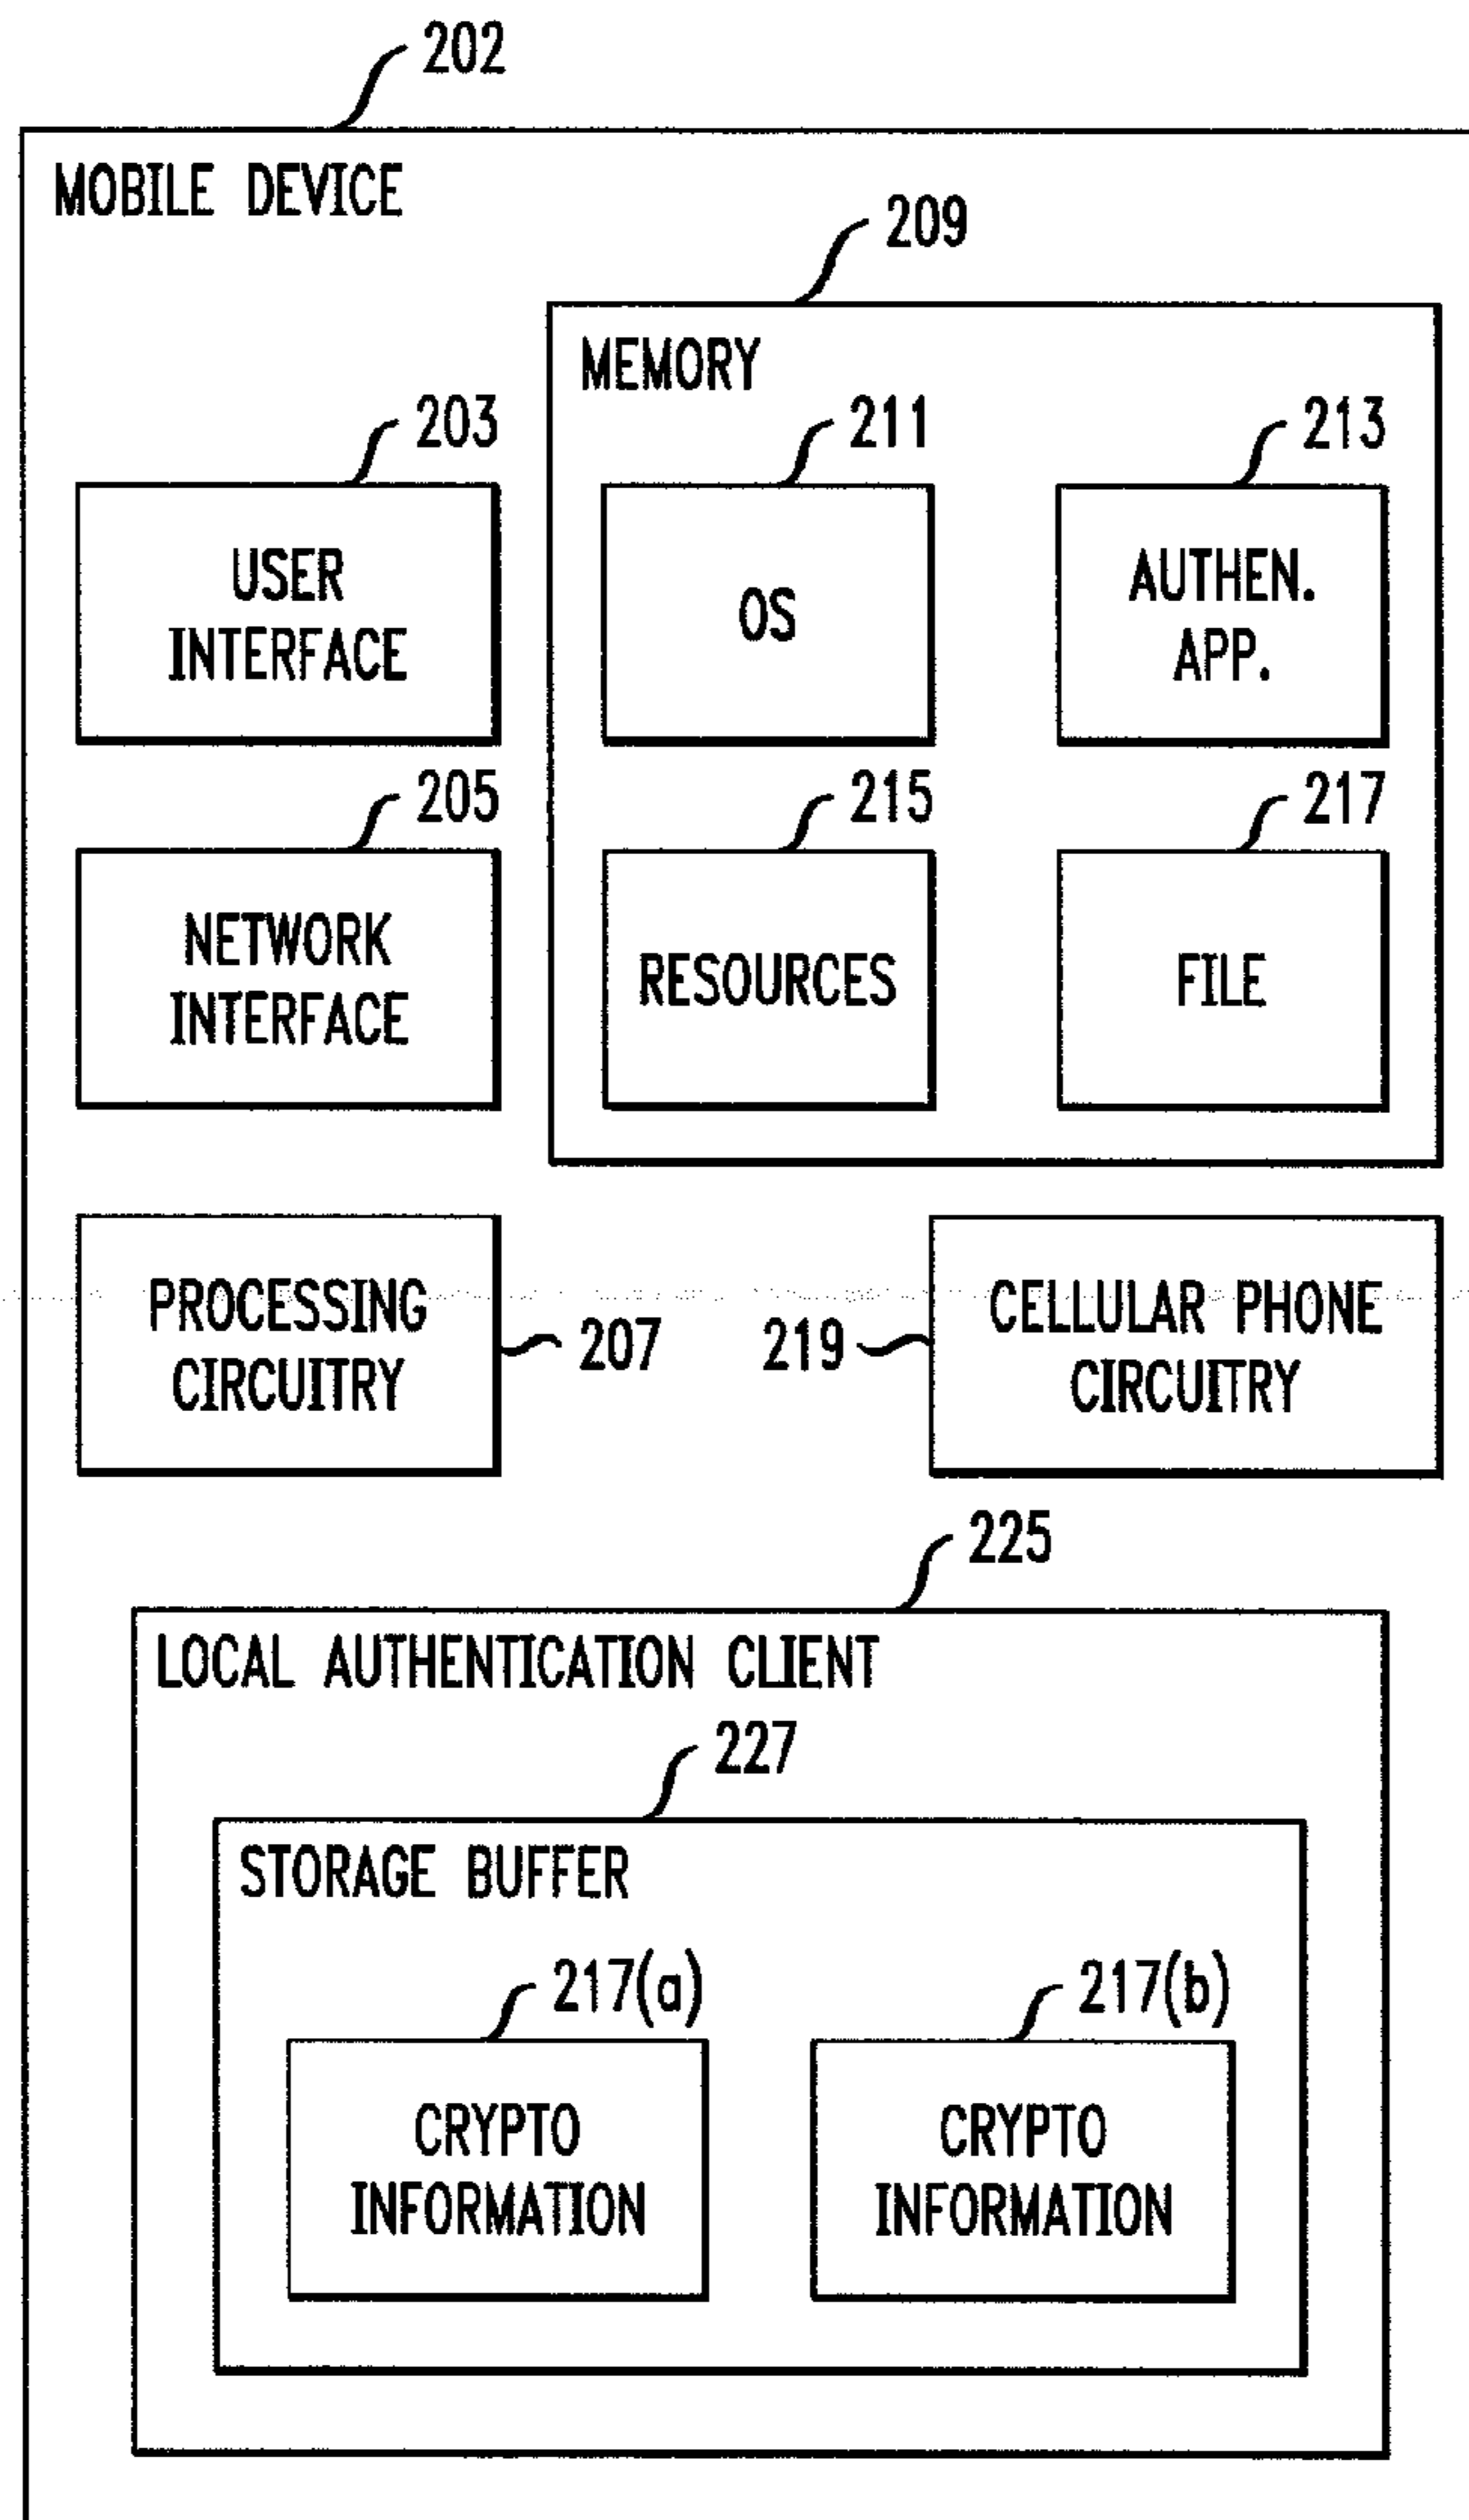 202
MOBILE DEVICE
209
MEMORY
203
211
213
USER
INTERFACE
OS
AUTHEN.
APP.
205
215
217
NETWORK
INTERFACE
RESOURCES
FILE
PROCESSING
CIRCUITRY
207
219
CELLULAR PHONE
CIRCUITRY
225
LOCAL AUTHENTICATION CLIENT
227
STORAGE BUFFER
217(a)
217(b)
CRYPTO
INFORMATION
CRYPTO
INFORMATION